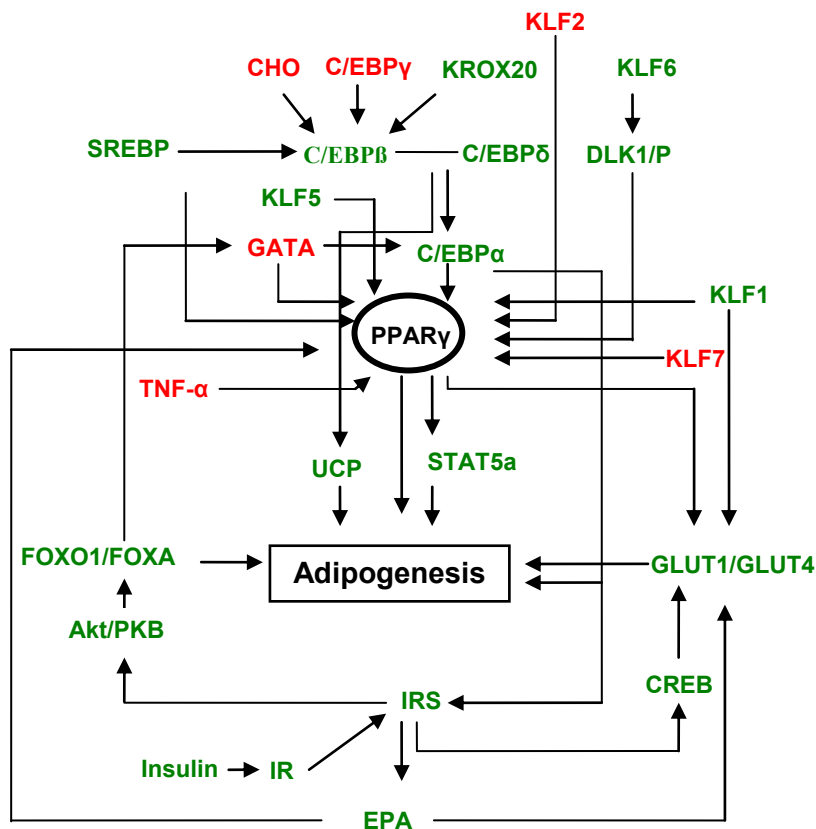 KLF2
CHO
C/EBPγ
KROX20
KLF6
SREBP
C/EBPß
C/EBPδ
DLK1/P
KLF5
GATA
C/EBPα
KLF1
PPARγ
KLF7
TNF-α
UCP
STAT5a
FOXO1/FOXA
Adipogenesis
GLUT1/GLUT4
Akt/PKB
CREB
IRS
Insulin
IR
EPA